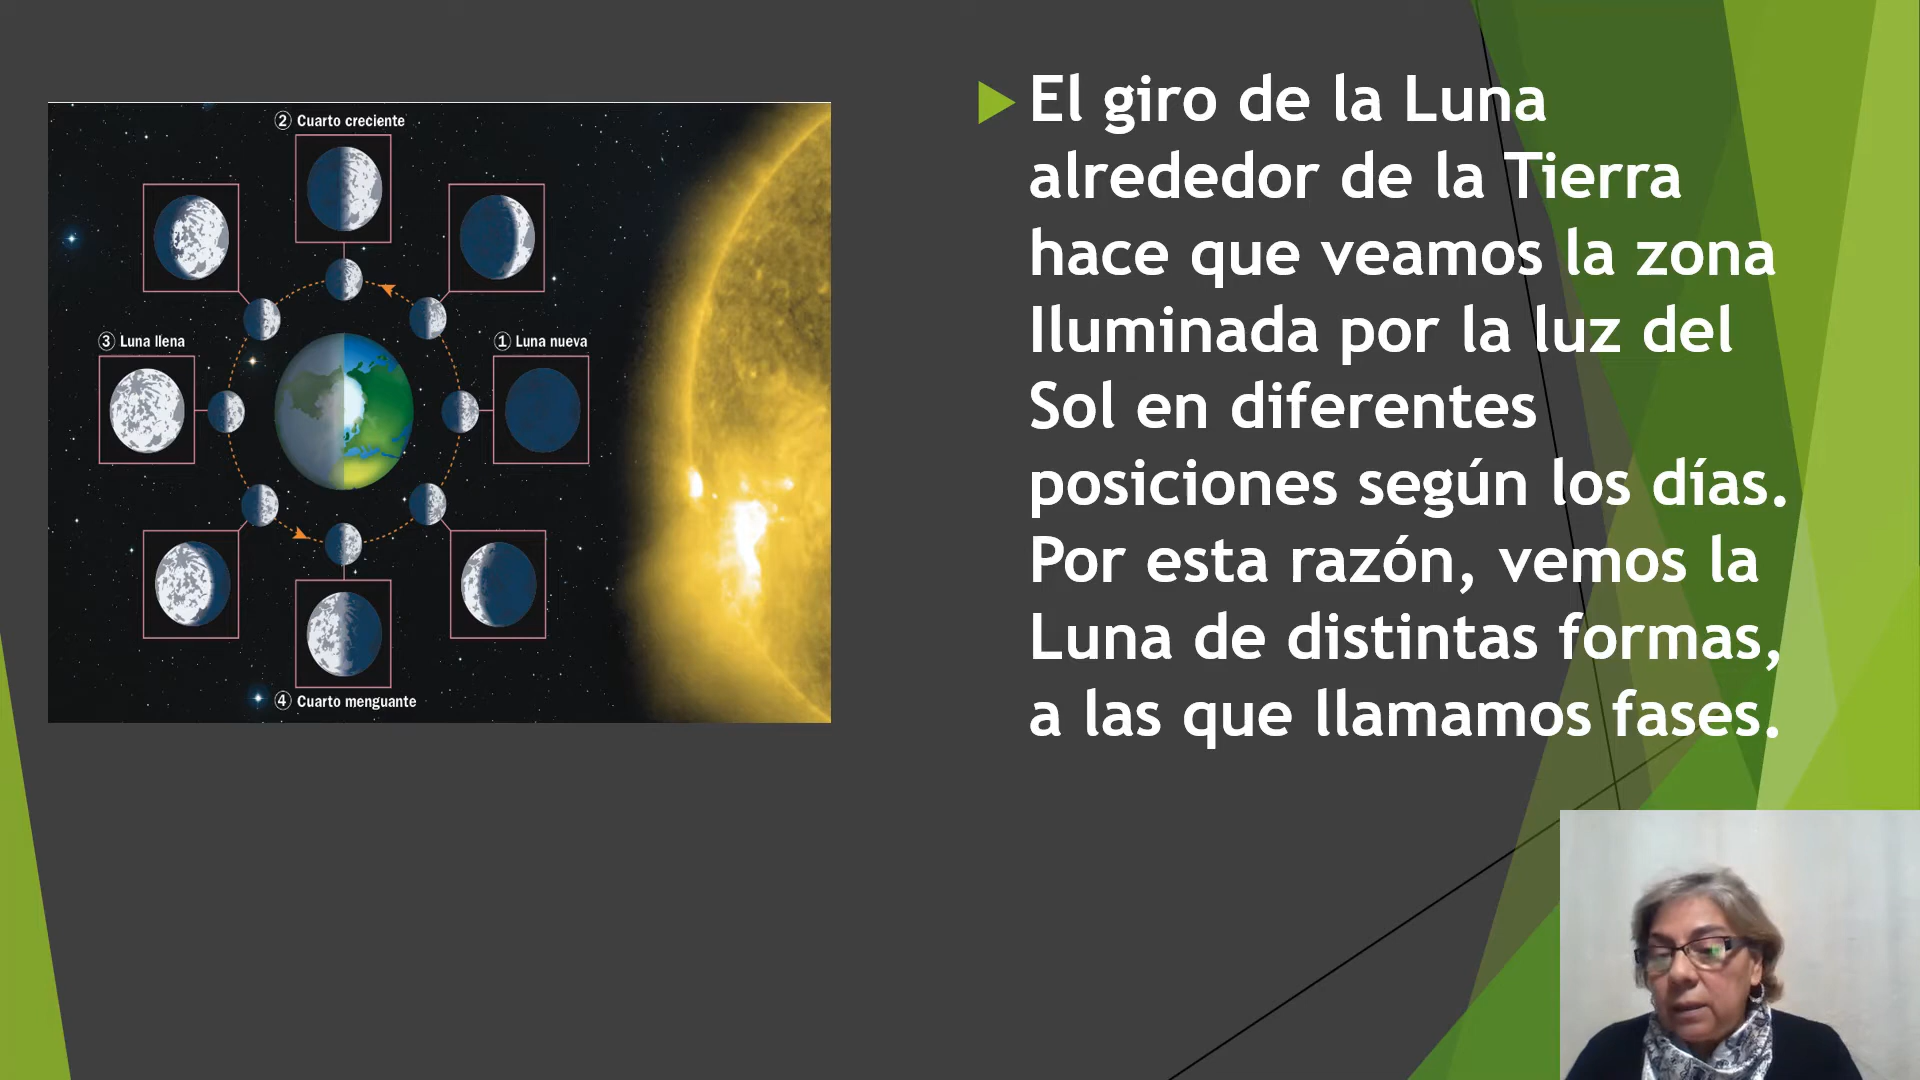 ② Cuarto creciente
③ Luna llena
① Luna nueva
④ Cuarto menguante
El giro de la Luna
alrededor de la Tierra
hace que veamos la zona
Iluminada por la luz del
Sol en diferentes
posiciones según los días.
Por esta razón, vemos la
Luna de distintas formas,
a las que llamamos fases.